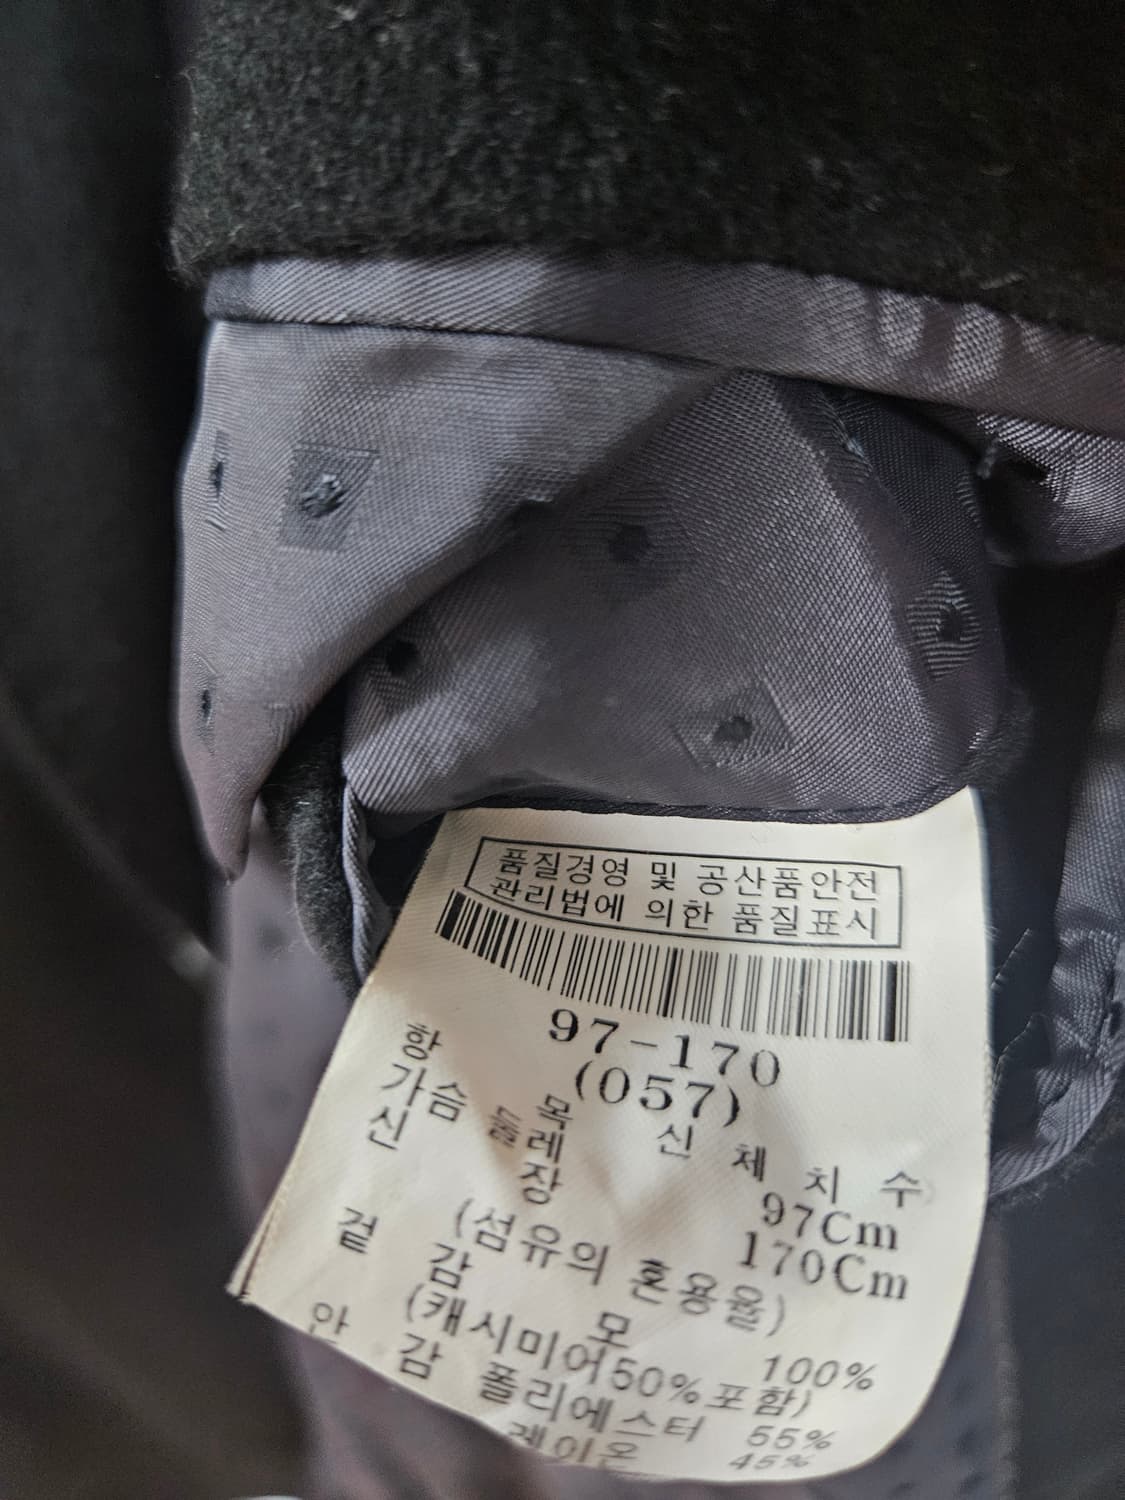 품질경영 및 공산품안전
관리법에 의한 품질표시
97-170
(057)
항 목 신 체 치 수
가슴둘레 97Cm
신 장 170Cm
(섬유의 혼용율)
겉 감 모 100%
(캐시미어50%포함)
안 감 폴리에스터 55%
레이온 45%